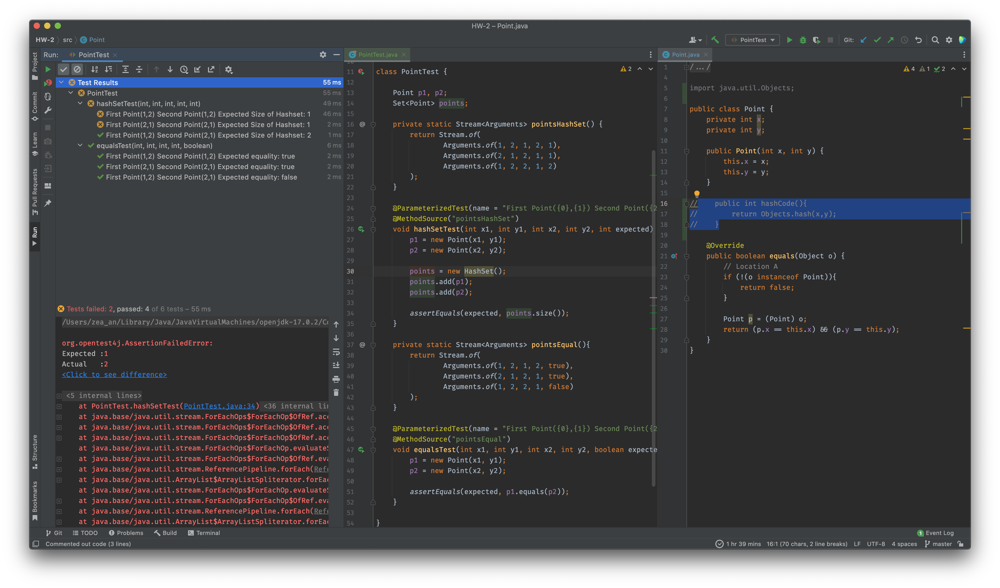 HW-2 – Point.java
HW-2 src Point
PointTest Git:
Run: PointTest
PointTest.java
Point.java
Project
Commit
Learn
Pull Requests
Run
Structure
Bookmarks
Test Results 55 ms
PointTest 55 ms
hashSetTest(int, int, int, int, int) 49 ms
First Point(1,2) Second Point(1,2) Expected Size of Hashset: 1 46 ms
First Point(2,1) Second Point(2,1) Expected Size of Hashset: 1 2 ms
First Point(1,2) Second Point(2,1) Expected Size of Hashset: 2 1 ms
equalsTest(int, int, int, int, boolean) 6 ms
First Point(1,2) Second Point(1,2) Expected equality: true 2 ms
First Point(2,1) Second Point(2,1) Expected equality: true 2 ms
First Point(1,2) Second Point(2,1) Expected equality: false 2 ms
Tests failed: 2, passed: 4 of 6 tests – 55 ms
/Users/zea_an/Library/Java/JavaVirtualMachines/openjdk-17.0.2/Co
org.opentest4j.AssertionFailedError:
Expected :1
Actual :2
<Click to see difference>
<5 internal lines>
at PointTest.hashSetTest(PointTest.java:34) <36 internal lin
at java.base/java.util.stream.ForEachOps$ForEachOp$OfRef.acc
at java.base/java.util.stream.ForEachOps$ForEachOp$OfRef.acc
at java.base/java.util.stream.ForEachOps$ForEachOp$OfRef.acc
at java.base/java.util.stream.ForEachOps$ForEachOp.evaluateS
at java.base/java.util.stream.ForEachOps$ForEachOp$OfRef.eva
at java.base/java.util.stream.ReferencePipeline.forEach(Refe
at java.base/java.util.ArrayList$ArrayListSpliterator.forEac
at java.base/java.util.stream.ForEachOps$ForEachOp.evaluateS
at java.base/java.util.stream.ForEachOps$ForEachOp$OfRef.eva
at java.base/java.util.stream.ReferencePipeline.forEach(Refe
at java.base/java.util.ArrayList$ArrayListSpliterator.forEac
2
10
11 class PointTest {
12
13 Point p1, p2;
14 Set<Point> points;
15
16 @ private static Stream<Arguments> pointsHashSet() {
17 return Stream.of(
18 Arguments.of(1, 2, 1, 2, 1),
19 Arguments.of(2, 1, 2, 1, 1),
20 Arguments.of(1, 2, 2, 1, 2)
21 );
22 }
23
24 @ParameterizedTest(name = "First Point({0},{1}) Second Point({2
25 @MethodSource("pointsHashSet")
26 void hashSetTest(int x1, int y1, int x2, int y2, int expected)
27 p1 = new Point(x1, y1);
28 p2 = new Point(x2, y2);
29
30 points = new HashSet();
31 points.add(p1);
32 points.add(p2);
33
34 assertEquals(expected, points.size());
35 }
36
37 @ private static Stream<Arguments> pointsEqual(){
38 return Stream.of(
39 Arguments.of(1, 2, 1, 2, true),
40 Arguments.of(2, 1, 2, 1, true),
41 Arguments.of(1, 2, 2, 1, false)
42 );
43 }
44
45 @ParameterizedTest(name = "First Point({0},{1}) Second Point({2
46 @MethodSource("pointsEqual")
47 void equalsTest(int x1, int y1, int x2, int y2, boolean expecte
48 p1 = new Point(x1, y1);
49 p2 = new Point(x2, y2);
50
51 assertEquals(expected, p1.equals(p2));
52 }
53
54 }
4 1 2
1 /.../
4
5 import java.util.Objects;
6
7 public class Point {
8 private int x;
9 private int y;
10
11 public Point(int x, int y) {
12 this.x = x;
13 this.y = y;
14 }
15
16 // public int hashCode(){
17 // return Objects.hash(x,y);
18 // }
19
20 @Override
21 public boolean equals(Object o) {
22 // Location A
23 if (!(o instanceof Point)){
24 return false;
25 }
26
27 Point p = (Point) o;
28 return (p.x == this.x) && (p.y == this.y);
29 }
30 }
Git TODO Problems Build Terminal 1 Event Log
Commented out code (3 lines) 1 hr 39 mins 16:1 (70 chars, 2 line breaks) LF UTF-8 4 spaces master